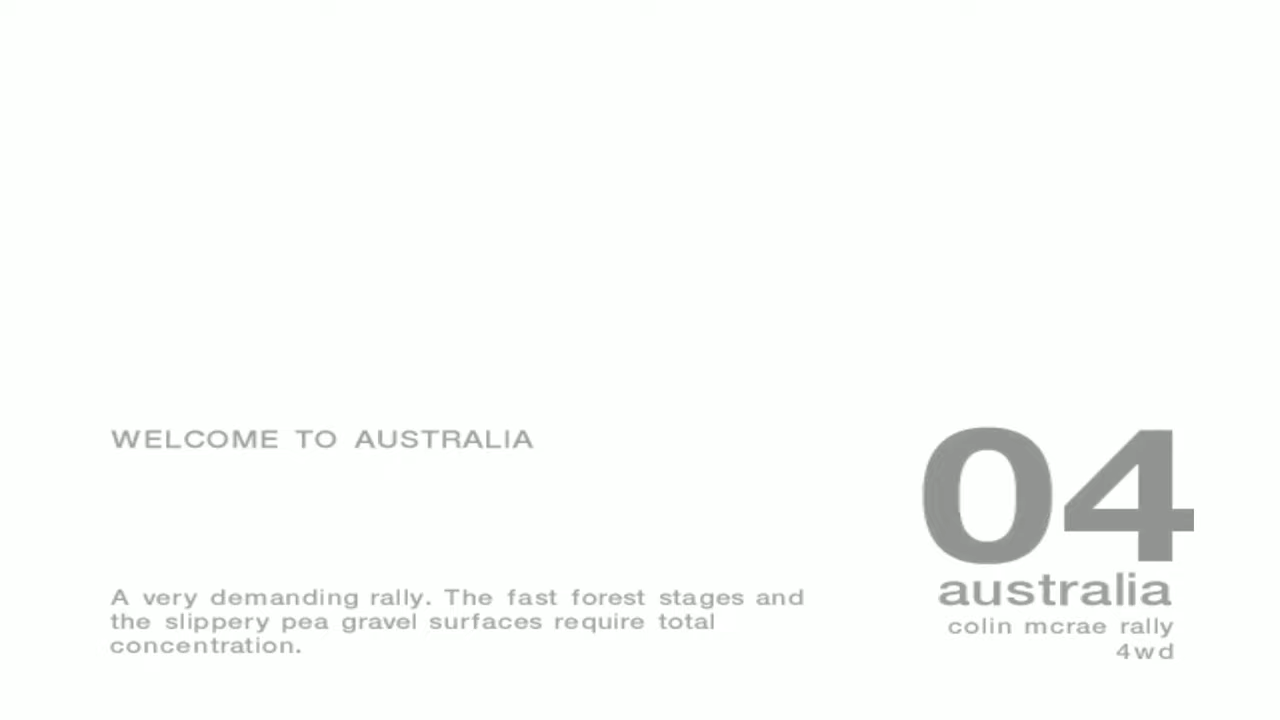 WELCOME TO AUSTRALIA
A very demanding rally. The fast forest stages and
the slippery pea gravel surfaces require total
concentration.
04
australia
colin mcrae rally
4wd